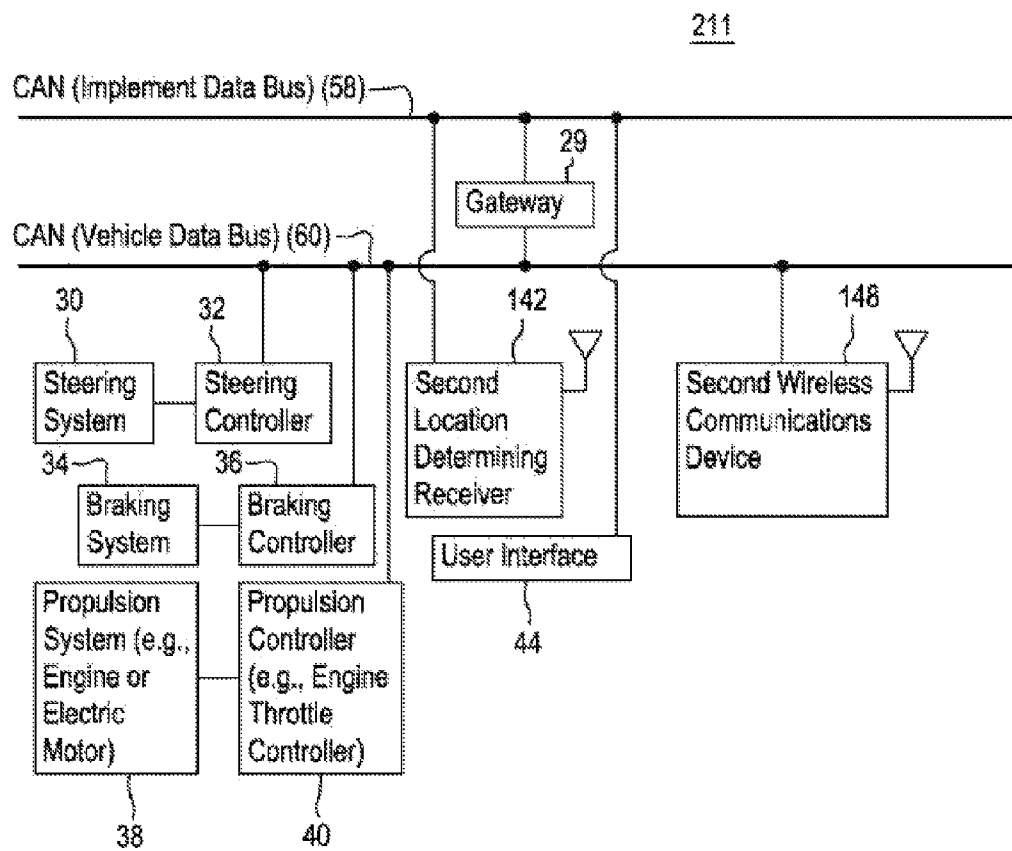 211
CAN (Implement Data Bus) (58)
29
Gateway
CAN (Vehicle Data Bus) (60)
30
32
142
148
Steering
System
Steering
Controller
Second
Location
Determining
Receiver
Second Wireless
Communications
Device
34
36
Braking
System
Braking
Controller
User Interface
44
Propulsion
System (e.g.,
Engine or
Electric
Motor)
Propulsion
Controller
(e.g., Engine
Throttle
Controller)
38
40